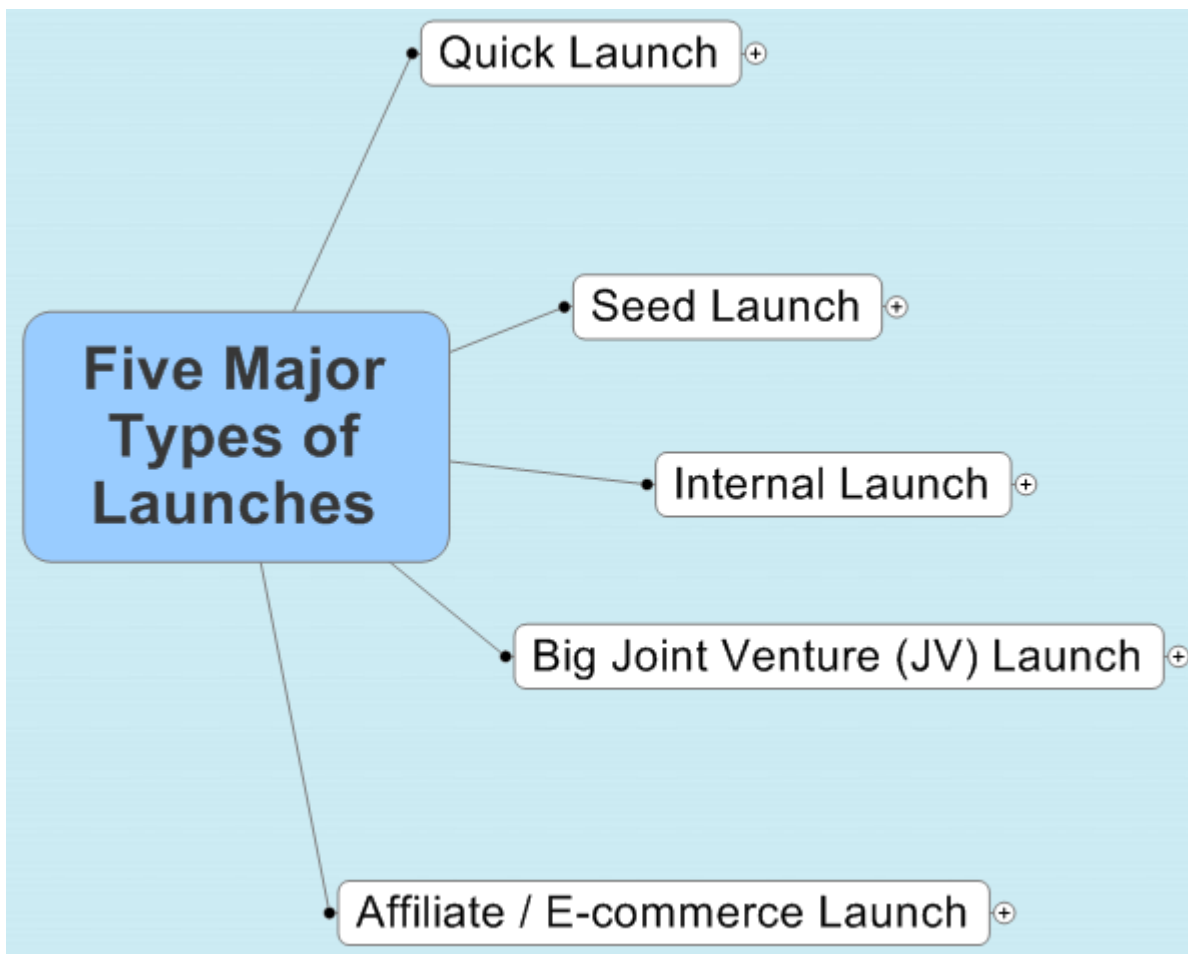 Quick Launch
Seed Launch
Five Major
Types of
Launches
Internal Launch
Big Joint Venture (JV) Launch
Affiliate / E-commerce Launch